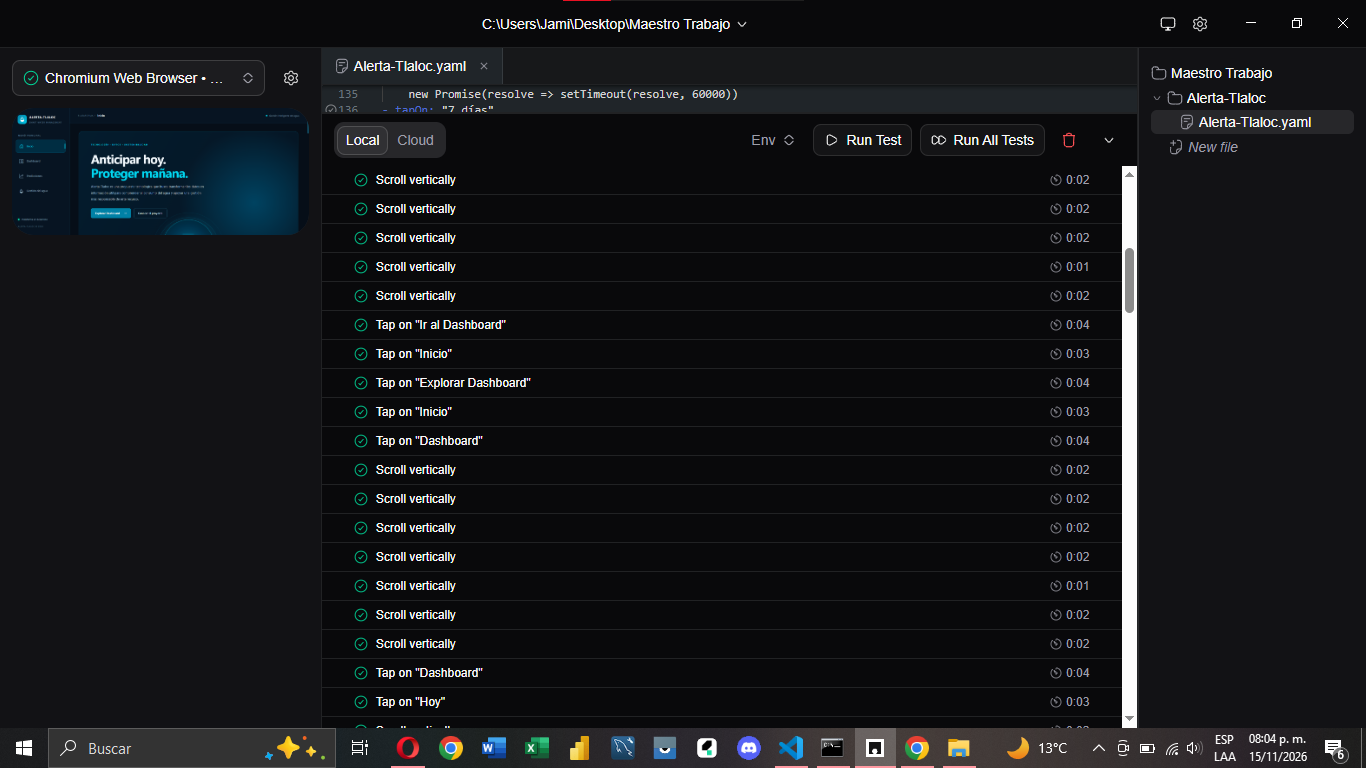 C:\Users\Jami\Desktop\Maestro Trabajo
Chromium Web Browser • ...
Anticipar hoy.
Proteger mañana.
Alerta-Tlaloc.yaml
135 new Promise(resolve => setTimeout(resolve, 60000))
136 - tapOn: "7 días"
Local Cloud Env Run Test Run All Tests
Scroll vertically 0:02
Scroll vertically 0:02
Scroll vertically 0:02
Scroll vertically 0:01
Scroll vertically 0:02
Tap on "Ir al Dashboard" 0:04
Tap on "Inicio" 0:03
Tap on "Explorar Dashboard" 0:04
Tap on "Inicio" 0:03
Tap on "Dashboard" 0:04
Scroll vertically 0:02
Scroll vertically 0:02
Scroll vertically 0:02
Scroll vertically 0:02
Scroll vertically 0:01
Scroll vertically 0:02
Scroll vertically 0:02
Tap on "Dashboard" 0:04
Tap on "Hoy" 0:03
Maestro Trabajo
Alerta-Tlaloc
Alerta-Tlaloc.yaml
New file
Buscar
13°C
ESP
LAA
08:04 p. m.
15/11/2026
6